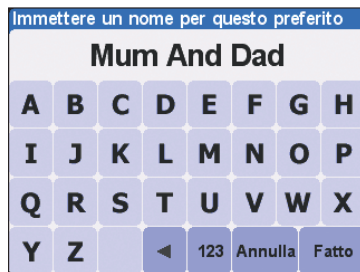 Immettere un nome per questo preferito
Mum And Dad
A B C D E F G H
I J K L M N O P
Q R S T U V W X
Y Z ◄ 123 Annulla Fatto